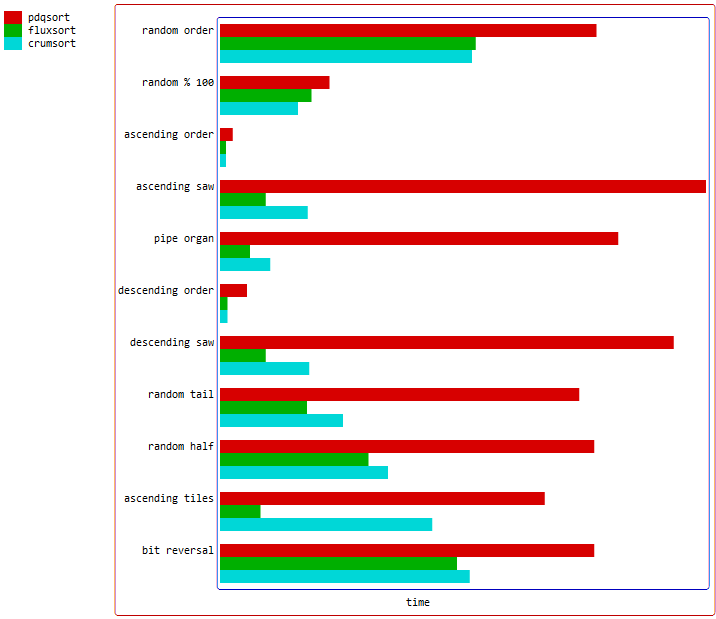 pdqsort
fluxsort
crumsort
random order
random % 100
ascending order
ascending saw
pipe organ
descending order
descending saw
random tail
random half
ascending tiles
bit reversal
time